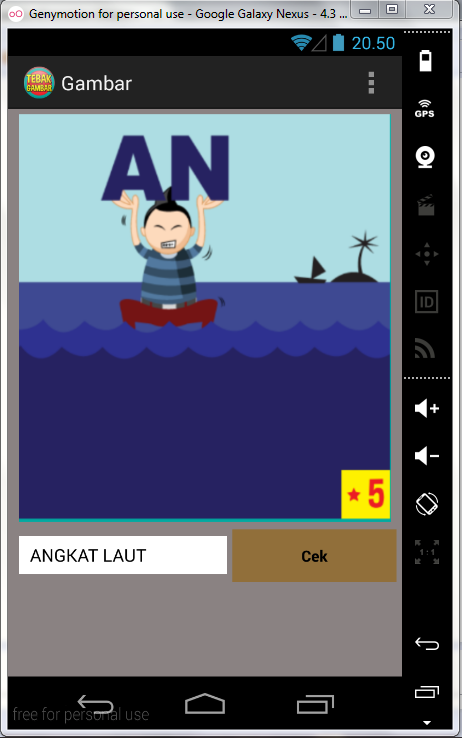 Genymotion for personal use - Google Galaxy Nexus - 4.3 ...
20.50
TEBAK
GAMBAR
Gambar
GPS
AN
ID
5
ANGKAT LAUT
Cek
1:1
free for personal use